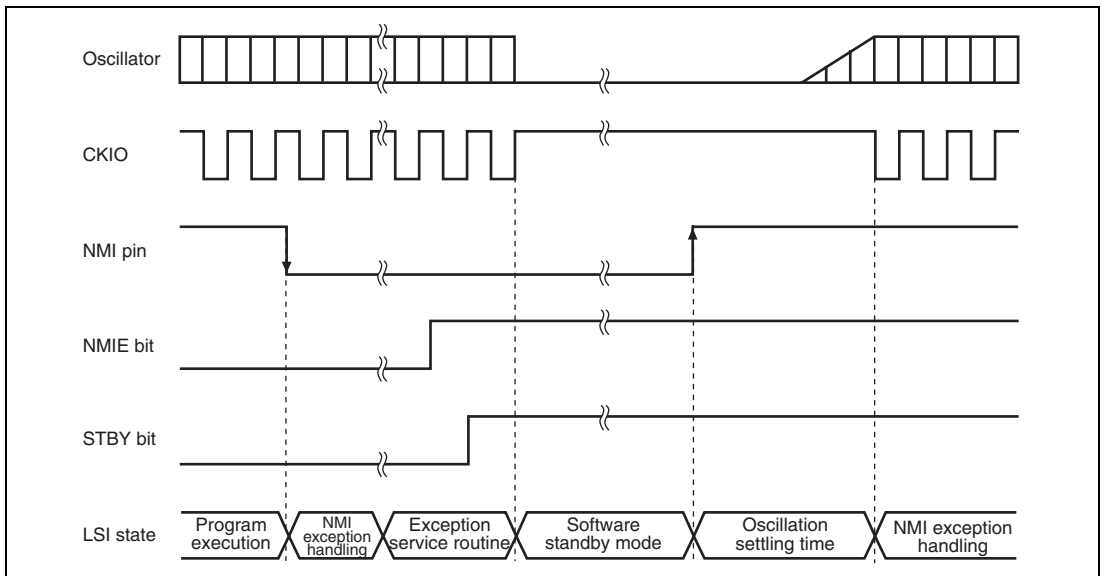 Oscillator
CKIO
NMI pin
NMIE bit
STBY bit
LSI state
Program
execution
NMI
exception
handling
Exception
service routine
Software
standby mode
Oscillation
settling time
NMI exception
handling